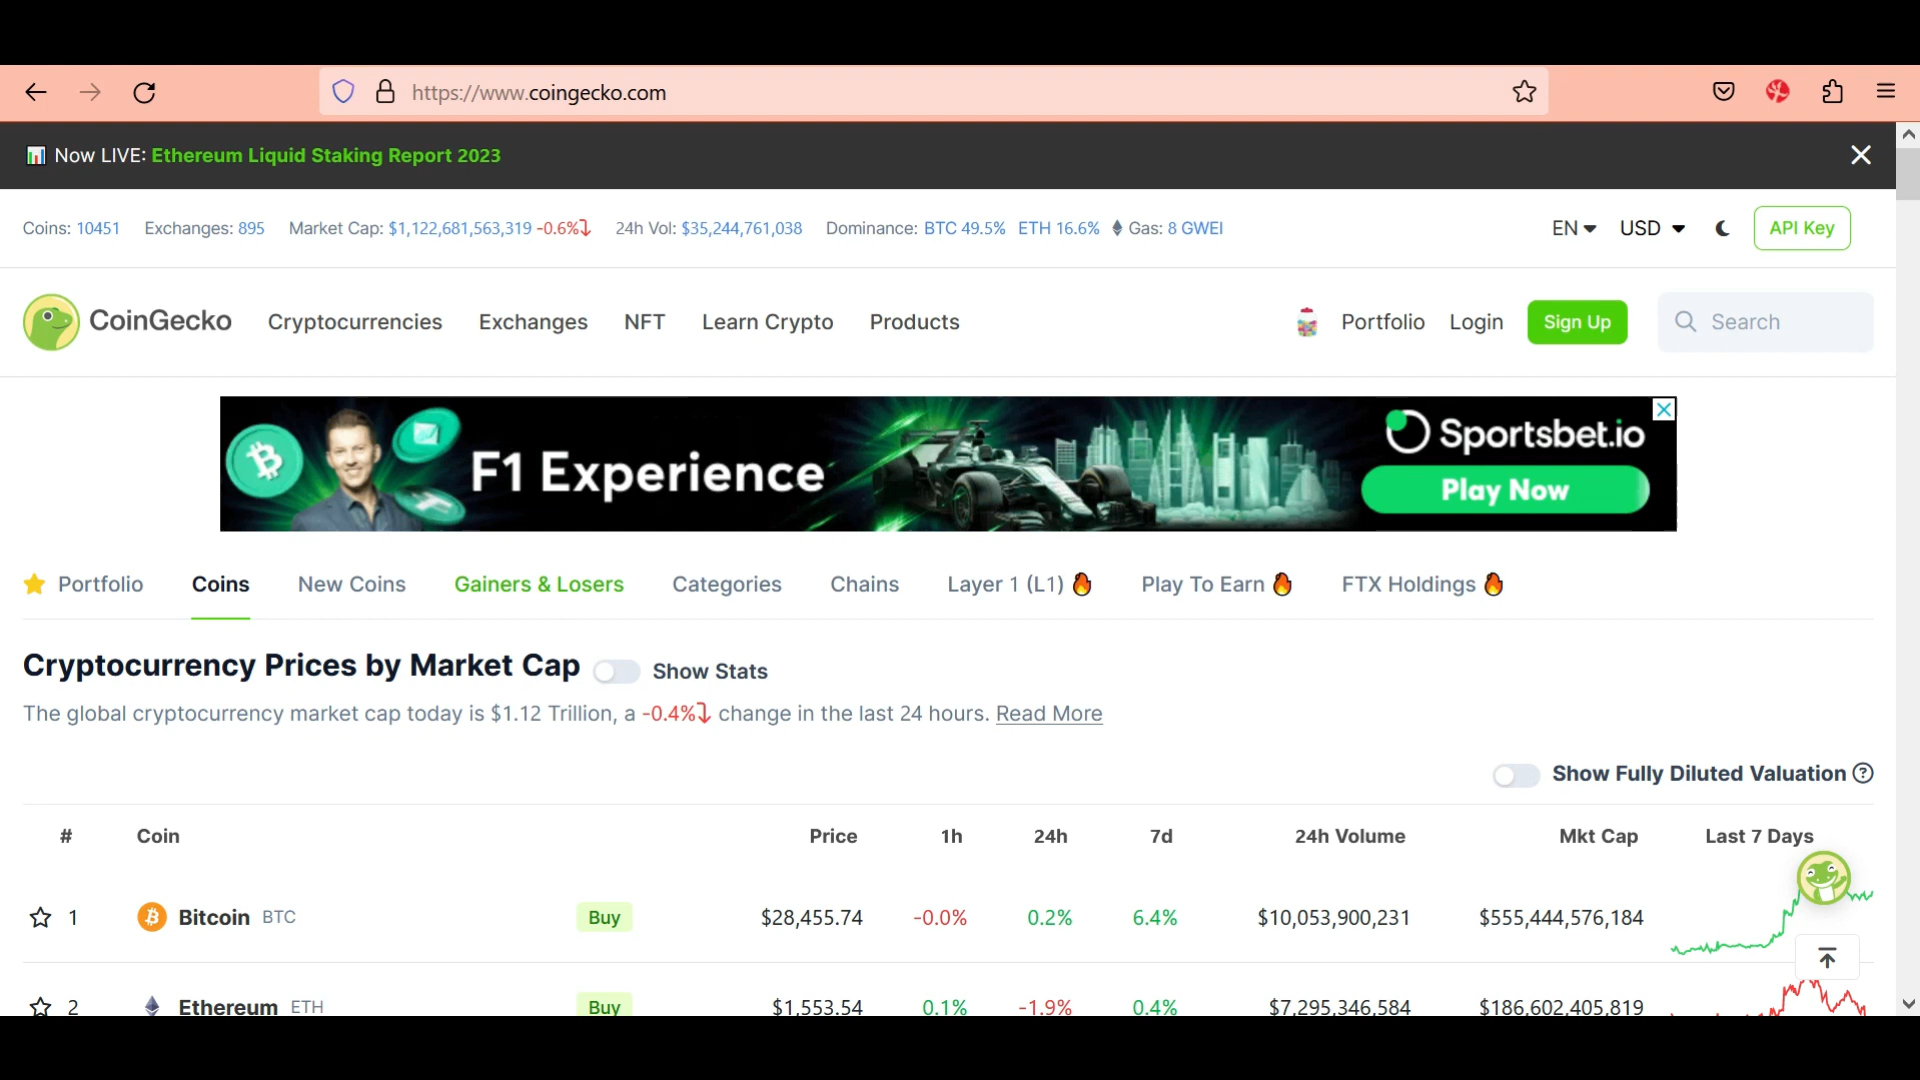 https://www.coingecko.com
Now LIVE: Ethereum Liquid Staking Report 2023
Coins: 10451 Exchanges: 895 Market Cap: $1,122,681,563,319 -0.6% 24h Vol: $35,244,761,038 Dominance: BTC 49.5% ETH 16.6% Gas: 8 GWEI EN USD API Key
CoinGecko Cryptocurrencies Exchanges NFT Learn Crypto Products Portfolio Login Sign Up Search
F1 Experience
Sportsbet.io
Play Now
Portfolio Coins New Coins Gainers & Losers Categories Chains Layer 1 (L1) Play To Earn FTX Holdings
Cryptocurrency Prices by Market Cap Show Stats
The global cryptocurrency market cap today is $1.12 Trillion, a -0.4% change in the last 24 hours. Read More
Show Fully Diluted Valuation ?
# Coin Price 1h 24h 7d 24h Volume Mkt Cap Last 7 Days
1 Bitcoin BTC Buy $28,455.74 -0.0% 0.2% 6.4% $10,053,900,231 $555,444,576,184
2 Ethereum ETH Buy $1,553.54 0.1% -1.9% 0.4% $7,295,346,584 $186,602,405,819